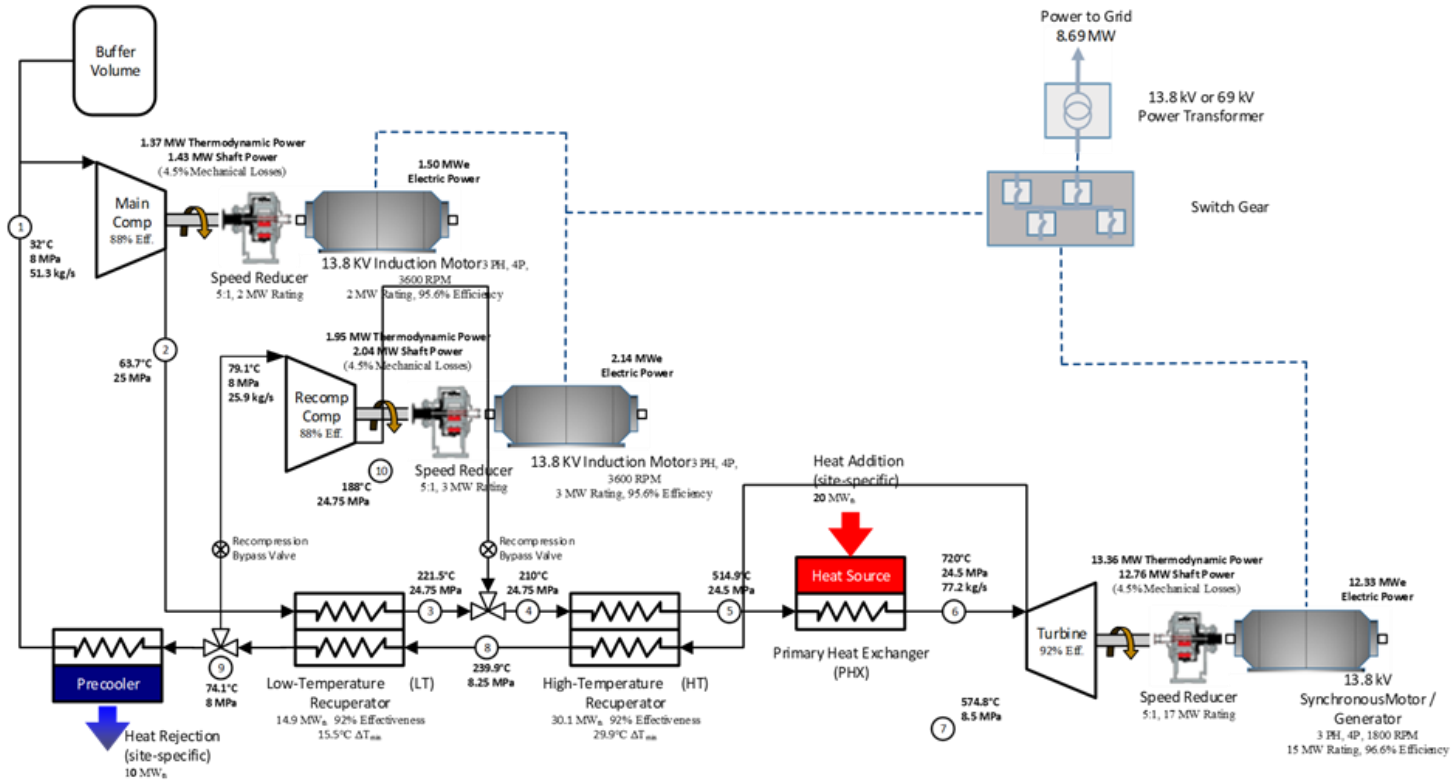 Power to Grid
8.69 MW
Buffer
Volume
13.8 kV or 69 kV
Power Transformer
1.37 MW Thermodynamic Power
1.43 MW Shaft Power
(4.5% Mechanical Losses)
1.50 MWe
Electric Power
Main
Comp
88% Eff.
Switch Gear
1
32°C
8 MPa
51.3 kg/s
Speed Reducer
5:1, 2 MW Rating
13.8 KV Induction Motor 3 PH, 4P,
3600 RPM
2 MW Rating, 95.6% Efficiency
2
63.7°C
25 MPa
1.95 MW Thermodynamic Power
2.04 MW Shaft Power
(4.5% Mechanical Losses)
79.1°C
8 MPa
25.9 kg/s
2.14 MWe
Electric Power
Recomp
Comp
88% Eff.
10
188°C
24.75 MPa
Speed Reducer
5:1, 3 MW Rating
13.8 KV Induction Motor 3 PH, 4P,
3600 RPM
3 MW Rating, 95.6% Efficiency
Heat Addition
(site-specific)
20 MWₜₕ
Recompression
Bypass Valve
Recompression
Bypass Valve
221.5°C
24.75 MPa
3
210°C
24.75 MPa
4
514.9°C
24.5 MPa
5
Heat Source
720°C
24.5 MPa
77.2 kg/s
6
13.36 MW Thermodynamic Power
12.76 MW Shaft Power
(4.5% Mechanical Losses)
12.33 MWe
Electric Power
Turbine
92% Eff.
Primary Heat Exchanger
(PHX)
8
239.9°C
8.25 MPa
9
74.1°C
8 MPa
Precooler
Low-Temperature (LT)
Recuperator
14.9 MWₜₕ 92% Effectiveness
15.5°C ΔTₘᵢₙ
High-Temperature (HT)
Recuperator
30.1 MWₜₕ 92% Effectiveness
29.9°C ΔTₘᵢₙ
574.8°C
8.5 MPa
7
Speed Reducer
5:1, 17 MW Rating
13.8 kV
SynchronousMotor /
Generator
3 PH, 4P, 1800 RPM
15 MW Rating, 96.6% Efficiency
Heat Rejection
(site-specific)
10 MWₜₕ